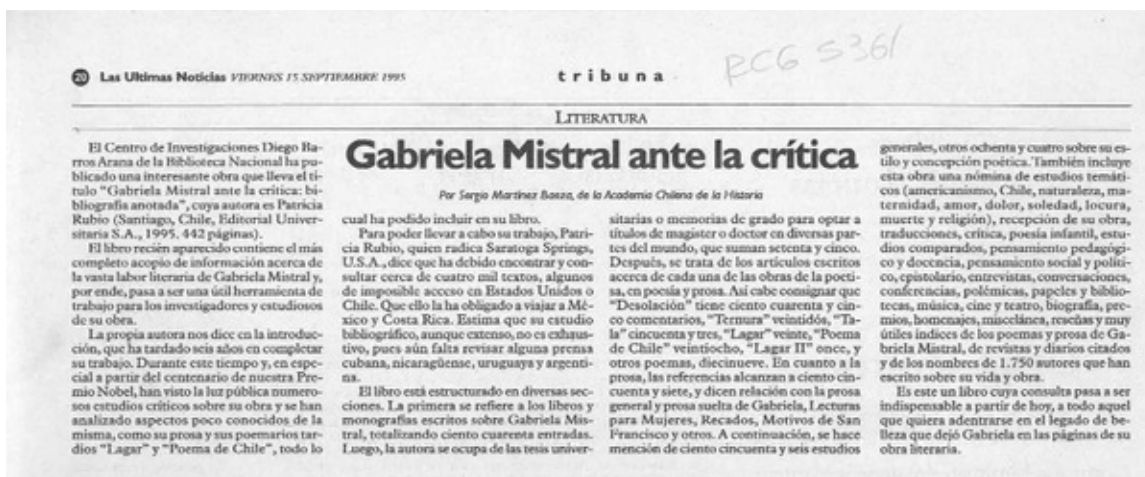 20 Las Ultimas Noticias VIERNES 15 SEPTIEMBRE 1995
tribuna
RCG 5361
LITERATURA
Gabriela Mistral ante la crítica
Por Sergio Martínez Baeza, de la Academia Chilena de la Historia
El Centro de Investigaciones Diego Ba-
rros Arana de la Biblioteca Nacional ha pu-
blicado una interesante obra que lleva el tí-
tulo "Gabriela Mistral ante la crítica: bi-
bliografía anotada", cuya autora es Patricia
Rubio (Santiago, Chile, Editorial Univer-
sitaria S.A., 1995, 442 páginas).
El libro recién aparecido contiene el más
completo acopio de información acerca de
la vasta labor literaria de Gabriela Mistral y,
por ende, pasa a ser una útil herramienta de
trabajo para los investigadores y estudiosos
de su obra.
La propia autora nos dice en la introduc-
ción, que ha tardado seis años en completar
su trabajo. Durante este tiempo y, en espe-
cial a partir del centenario de nuestra Pre-
mio Nobel, han visto la luz pública numero-
sos estudios críticos sobre su obra y se han
analizado aspectos poco conocidos de la
misma, como su prosa y sus poemarios tar-
díos "Lagar" y "Poema de Chile", todo lo
cual ha podido incluir en su libro.
Para poder llevar a cabo su trabajo, Patri-
cia Rubio, quien radica Saratoga Springs,
U.S.A., dice que ha debido encontrar y con-
sultar cerca de cuatro mil textos, algunos
de imposible acceso en Estados Unidos o
Chile. Que ello la ha obligado a viajar a Mé-
xico y Costa Rica. Estima que su estudio
bibliográfico, aunque extenso, no es exhaus-
tivo, pues aún falta revisar alguna prensa
cubana, nicaragüense, uruguaya y argenti-
na.
El libro está estructurado en diversas sec-
ciones. La primera se refiere a los libros y
monografías escritos sobre Gabriela Mis-
tral, totalizando ciento cuarenta entradas.
Luego, la autora se ocupa de las tesis univer-
sitarias o memorias de grado para optar a
títulos de magister o doctor en diversas par-
tes del mundo, que suman setenta y cinco.
Después, se trata de los artículos escritos
acerca de cada una de las obras de la poeti-
sa, en poesía y prosa. Así cabe consignar que
"Desolación" tiene ciento cuarenta y cin-
co comentarios, "Ternura" veintidós, "Ta-
la" cincuenta y tres, "Lagar" veinte, "Poema
de Chile" veintiocho, "Lagar II" once, y
otros poemas, diecinueve. En cuanto a la
prosa, las referencias alcanzan a ciento cin-
cuenta y siete, y dicen relación con la prosa
general y prosa suelta de Gabriela, Lecturas
para Mujeres, Recados, Motivos de San
Francisco y otros. A continuación, se hace
mención de ciento cincuenta y seis estudios
generales, otros ochenta y cuatro sobre su es-
tilo y concepción poética. También incluye
esta obra una nómina de estudios temáti-
cos (americanismo, Chile, naturaleza, ma-
ternidad, amor, dolor, soledad, locura,
muerte y religión), recepción de su obra,
traducciones, crítica, poesía infantil, estu-
dios comparados, pensamiento pedagógi-
co y docencia, pensamiento social y políti-
co, epistolario, entrevistas, conversaciones,
conferencias, polémicas, papeles y biblio-
tecas, música, cine y teatro, biografía, pre-
mios, homenajes, miscelánea, reseñas y muy
útiles índices de los poemas y prosa de Ga-
briela Mistral, de revistas y diarios citados
y de los nombres de 1.750 autores que han
escrito sobre su vida y obra.
Es este un libro cuya consulta pasa a ser
indispensable a partir de hoy, a todo aquel
que quiera adentrarse en el legado de be-
lleza que dejó Gabriela en las páginas de su
obra literaria.